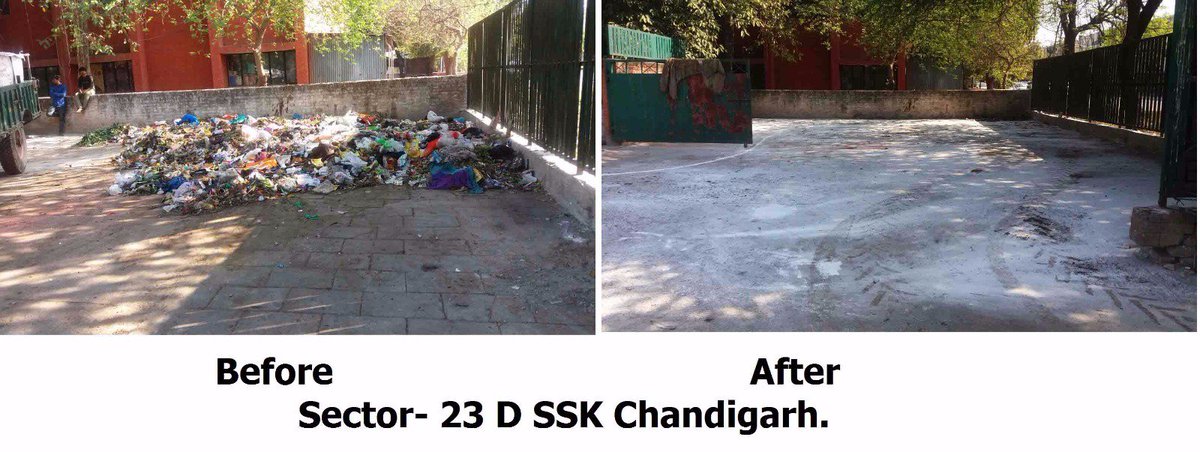 Before
After
Sector- 23 D SSK Chandigarh.